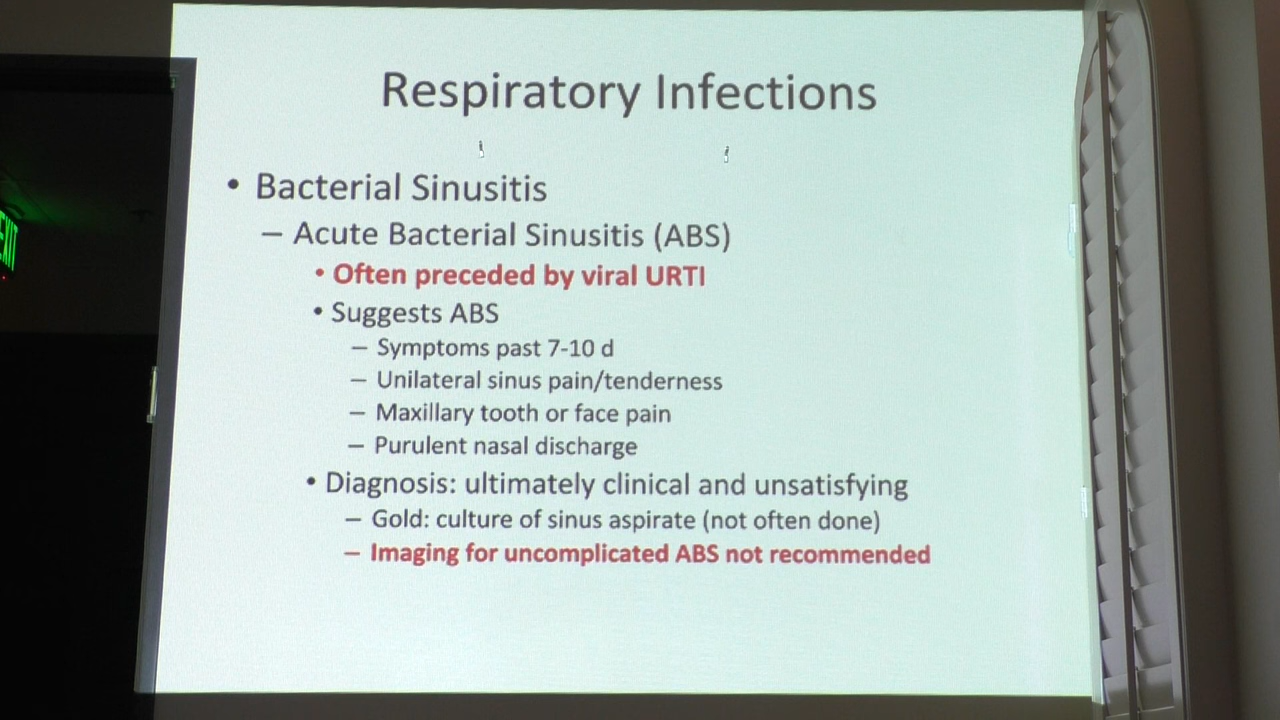 Respiratory Infections
• Bacterial Sinusitis
– Acute Bacterial Sinusitis (ABS)
• Often preceded by viral URTI
• Suggests ABS
– Symptoms past 7-10 d
– Unilateral sinus pain/tenderness
– Maxillary tooth or face pain
– Purulent nasal discharge
• Diagnosis: ultimately clinical and unsatisfying
– Gold: culture of sinus aspirate (not often done)
– Imaging for uncomplicated ABS not recommended
EXIT